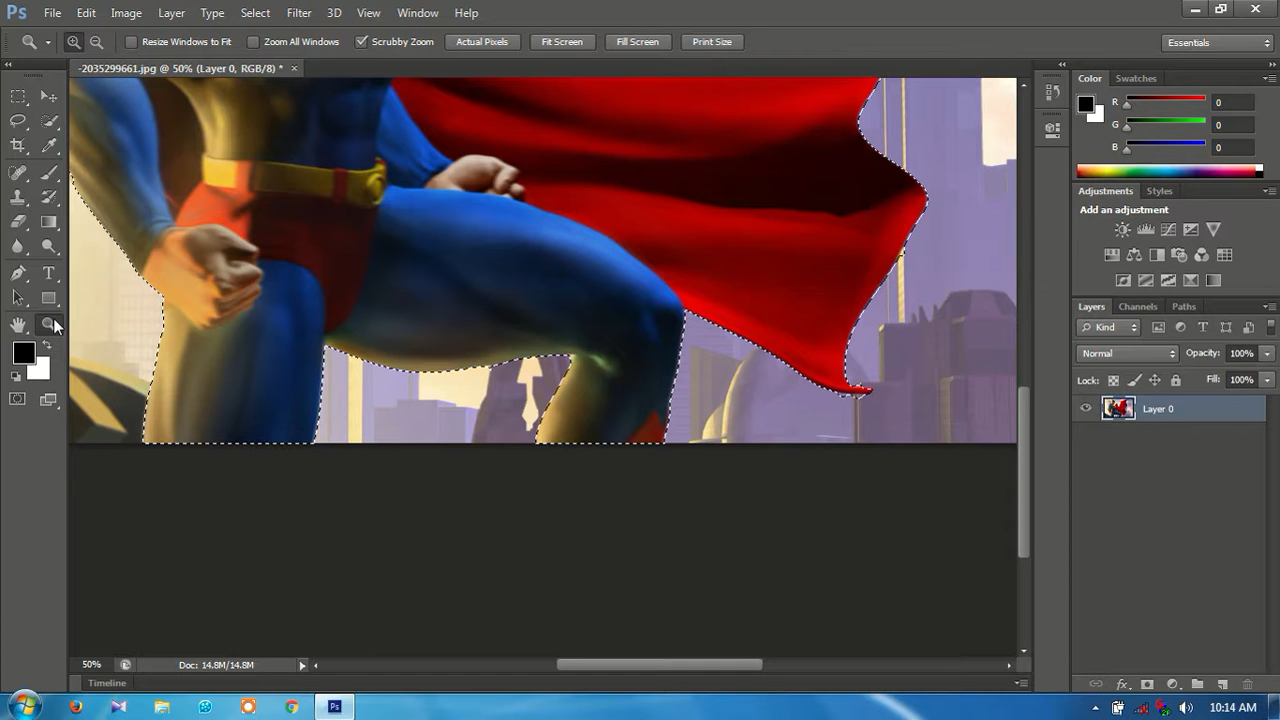 Ps File Edit Image Layer Type Select Filter 3D View Window Help
Resize Windows to Fit Zoom All Windows Scrubby Zoom Actual Pixels Fit Screen Fill Screen Print Size Essentials
-2035299661.jpg @ 50% (Layer 0, RGB/8) *
Color Swatches
R 0
G 0
B 0
Adjustments Styles
Add an adjustment
Layers Channels Paths
Kind
Normal Opacity: 100%
Lock: Fill: 100%
Layer 0
50% Doc: 14.8M/14.8M
Timeline
Ps 10:14 AM